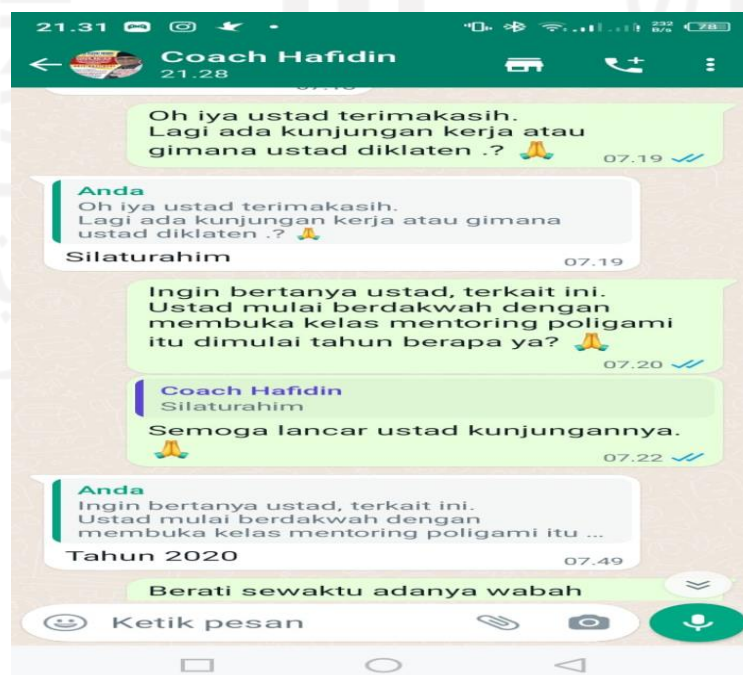 21.31
232 B/s 78
Coach Hafidin
21.28
Oh iya ustad terimakasih.
Lagi ada kunjungan kerja atau
gimana ustad diklaten .? 🙏
07.19
Anda
Oh iya ustad terimakasih.
Lagi ada kunjungan kerja atau gimana
ustad diklaten .? 🙏
Silaturahim
07.19
Ingin bertanya ustad, terkait ini.
Ustad mulai berdakwah dengan
membuka kelas mentoring poligami
itu dimulai tahun berapa ya? 🙏
07.20
Coach Hafidin
Silaturahim
Semoga lancar ustad kunjungannya.
🙏
07.22
Anda
Ingin bertanya ustad, terkait ini.
Ustad mulai berdakwah dengan
membuka kelas mentoring poligami itu ...
Tahun 2020
07.49
Berati sewaktu adanya wabah
Ketik pesan